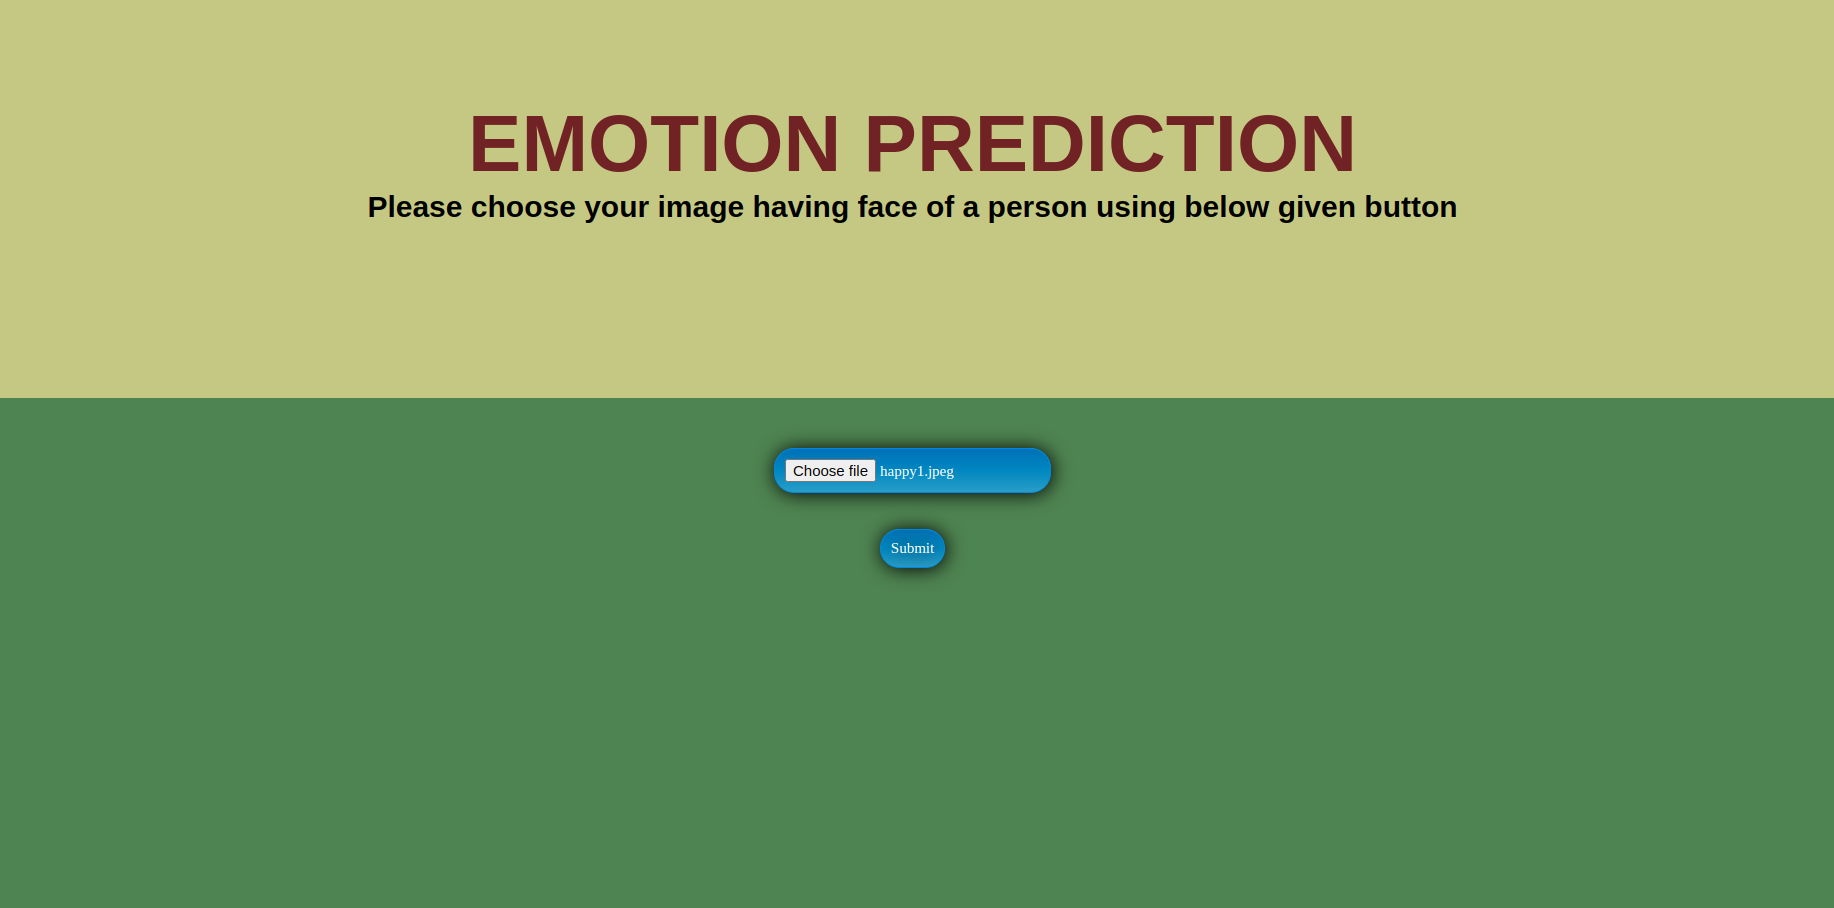 EMOTION PREDICTION
Please choose your image having face of a person using below given button
Choose file happy1.jpeg
Submit